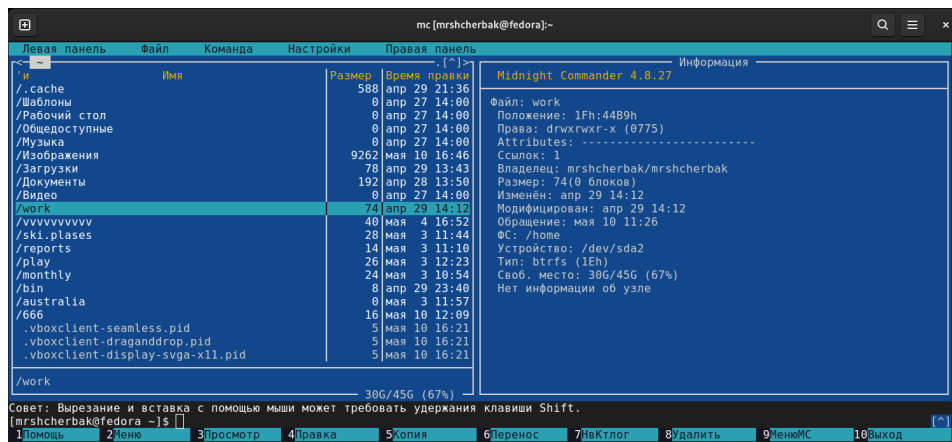 mc [mrshcherbak@fedora]:~
Левая панель Файл Команда Настройки Правая панель
<─ ~ .[^]>
'и Имя Размер Время правки
/.cache 588 апр 29 21:36
/Шаблоны 0 апр 27 14:00
/Рабочий стол 0 апр 27 14:00
/Общедоступные 0 апр 27 14:00
/Музыка 0 апр 27 14:00
/Изображения 9262 мая 10 16:46
/Загрузки 78 апр 29 13:43
/Документы 192 апр 28 13:50
/Видео 0 апр 27 14:00
/work 74 апр 29 14:12
/vvvvvvvvvv 40 мая 4 16:52
/ski.plases 28 мая 3 11:44
/reports 14 мая 3 11:10
/play 26 мая 3 12:23
/monthly 24 мая 3 10:54
/bin 8 апр 29 23:40
/australia 0 мая 3 11:57
/666 16 мая 10 12:09
.vboxclient-seamless.pid 5 мая 10 16:21
.vboxclient-draganddrop.pid 5 мая 10 16:21
.vboxclient-display-svga-x11.pid 5 мая 10 16:21
/work
30G/45G (67%)
Информация
Midnight Commander 4.8.27
Файл: work
Положение: 1Fh:44B9h
Права: drwxrwxr-x (0775)
Attributes: -------------------------
Ссылок: 1
Владелец: mrshcherbak/mrshcherbak
Размер: 74(0 блоков)
Изменён: апр 29 14:12
Модифицирован: апр 29 14:12
Обращение: мая 10 11:26
ФС: /home
Устройство: /dev/sda2
Тип: btrfs (1Eh)
Своб. место: 30G/45G (67%)
Нет информации об узле
Совет: Вырезание и вставка с помощью мыши может требовать удержания клавиши Shift.
[mrshcherbak@fedora ~]$ [^]
1Помощь 2Меню 3Просмотр 4Правка 5Копия 6Перенос 7НвКтлог 8Удалить 9МенюМС 10Выход